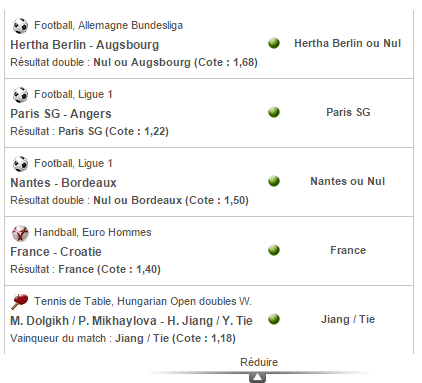 Football, Allemagne Bundesliga
Hertha Berlin - Augsbourg
Hertha Berlin ou Nul
Résultat double : Nul ou Augsbourg (Cote : 1,68)
Football, Ligue 1
Paris SG - Angers
Paris SG
Résultat : Paris SG (Cote : 1,22)
Football, Ligue 1
Nantes - Bordeaux
Nantes ou Nul
Résultat double : Nul ou Bordeaux (Cote : 1,50)
Handball, Euro Hommes
France - Croatie
France
Résultat : France (Cote : 1,40)
Tennis de Table, Hungarian Open doubles W.
M. Dolgikh / P. Mikhaylova - H. Jiang / Y. Tie
Jiang / Tie
Vainqueur du match : Jiang / Tie (Cote : 1,18)
Réduire